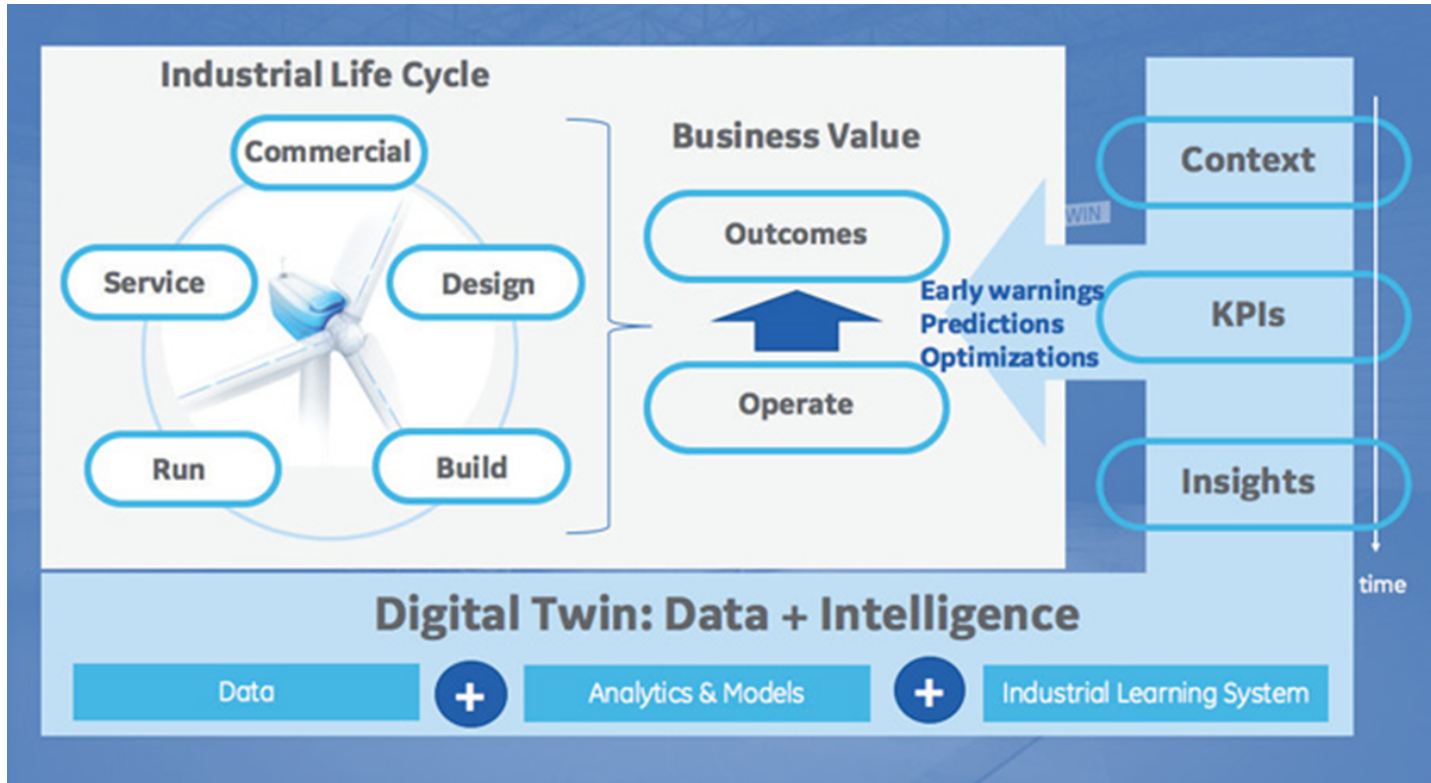 Industrial Life Cycle
Commercial
Service
Design
Run
Build
Business Value
Outcomes
Operate
Early warnings
Predictions
Optimizations
WIN
Context
KPIs
Insights
time
Digital Twin: Data + Intelligence
Data + Analytics & Models + Industrial Learning System